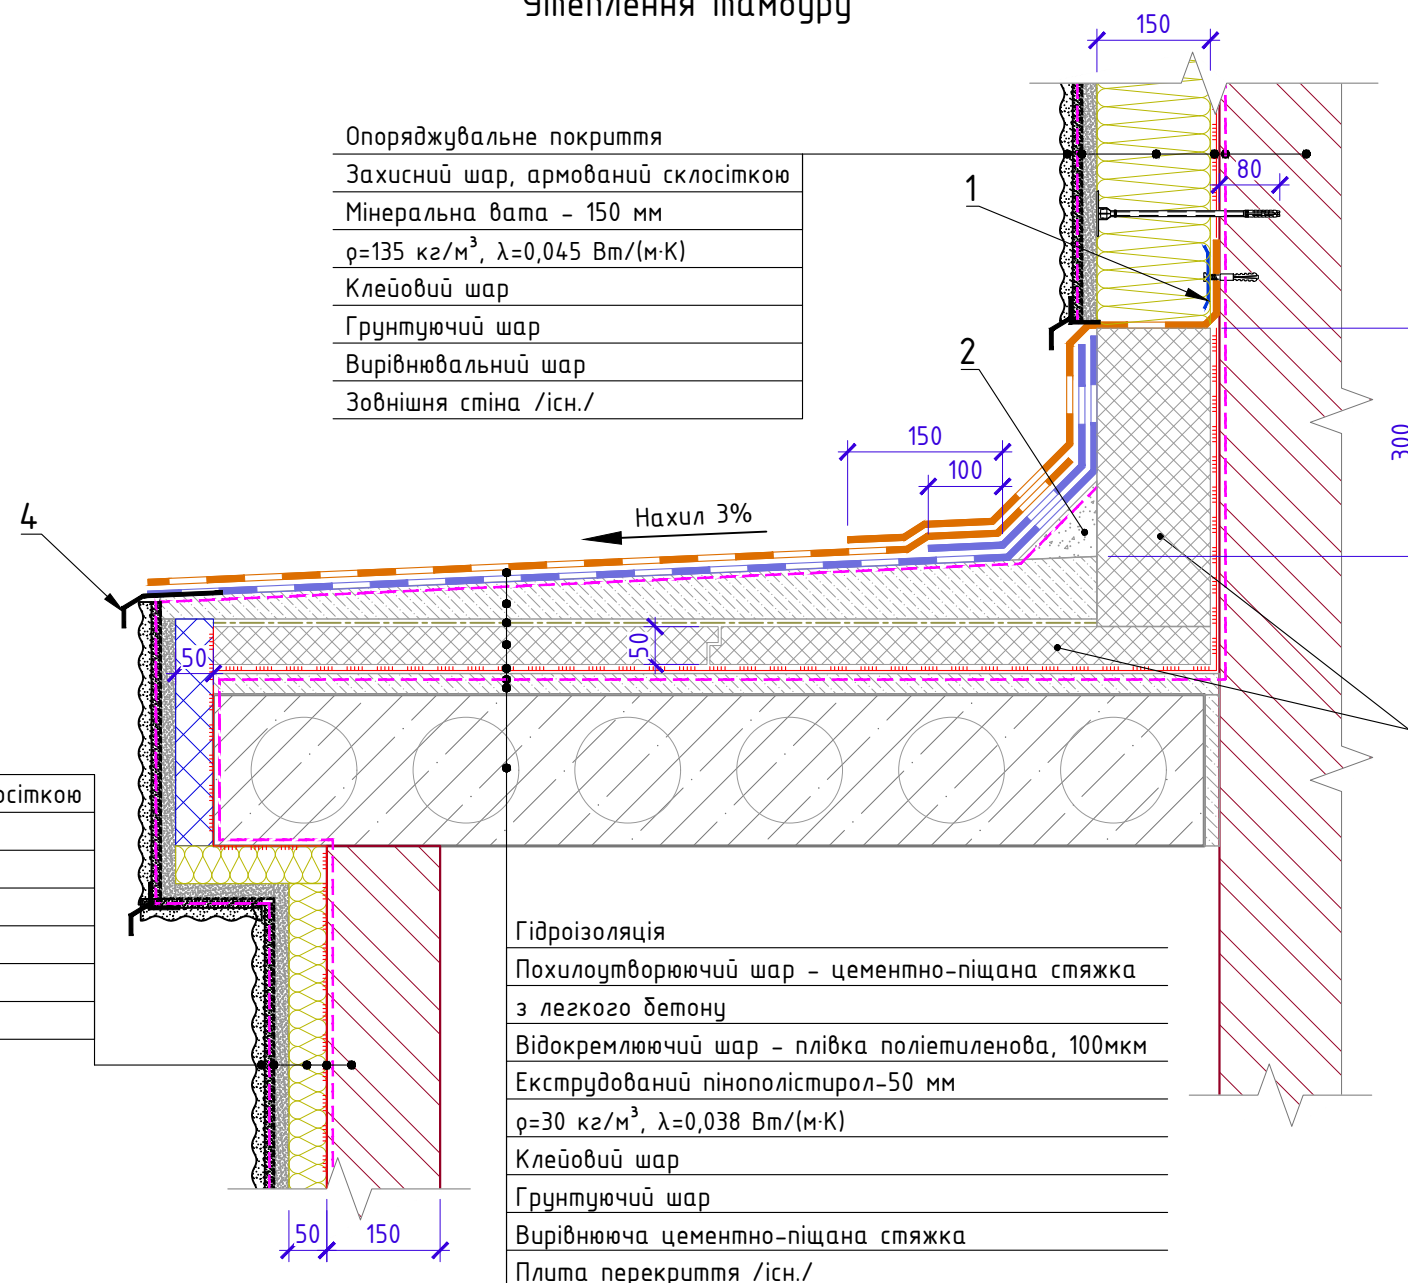 Утеплення тамбуру
150
Опоряджувальне покриття
Захисний шар, армований склосіткою
Мінеральна вата - 150 мм
ρ=135 кг/м³, λ=0,045 Вт/(м·К)
Клейовий шар
Грунтуючий шар
Вирівнювальний шар
Зовнішня стіна /існ./
80
1
2
300
150
100
Нахил 3%
4
50
50
осіткою
Гідроізоляція
Похилоутворюючий шар - цементно-піщана стяжка
з легкого бетону
Відокремлюючий шар - плівка поліетиленова, 100мкм
Екструдований пінополістирол-50 мм
ρ=30 кг/м³, λ=0,038 Вт/(м·К)
Клейовий шар
Грунтуючий шар
Вирівнююча цементно-піщана стяжка
Плита перекриття /існ./
50
150